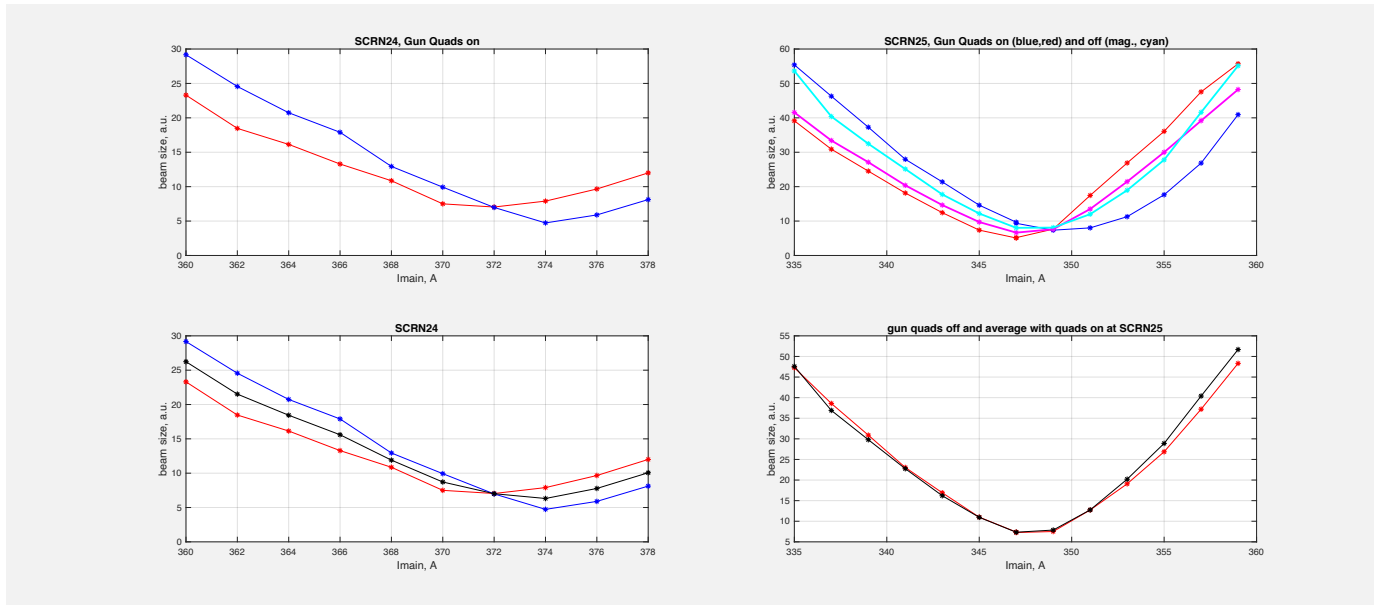 SCRN24, Gun Quads on
30
25
20
15
10
5
0
beam size, a.u.
360 362 364 366 368 370 372 374 376 378
Imain, A
SCRN25, Gun Quads on (blue,red) and off (mag., cyan)
60
50
40
30
20
10
0
beam size, a.u.
335 340 345 350 355 360
Imain, A
SCRN24
30
25
20
15
10
5
0
beam size, a.u.
360 362 364 366 368 370 372 374 376 378
Imain, A
gun quads off and average with quads on at SCRN25
55
50
45
40
35
30
25
20
15
10
5
beam size, a.u.
335 340 345 350 355 360
Imain, A